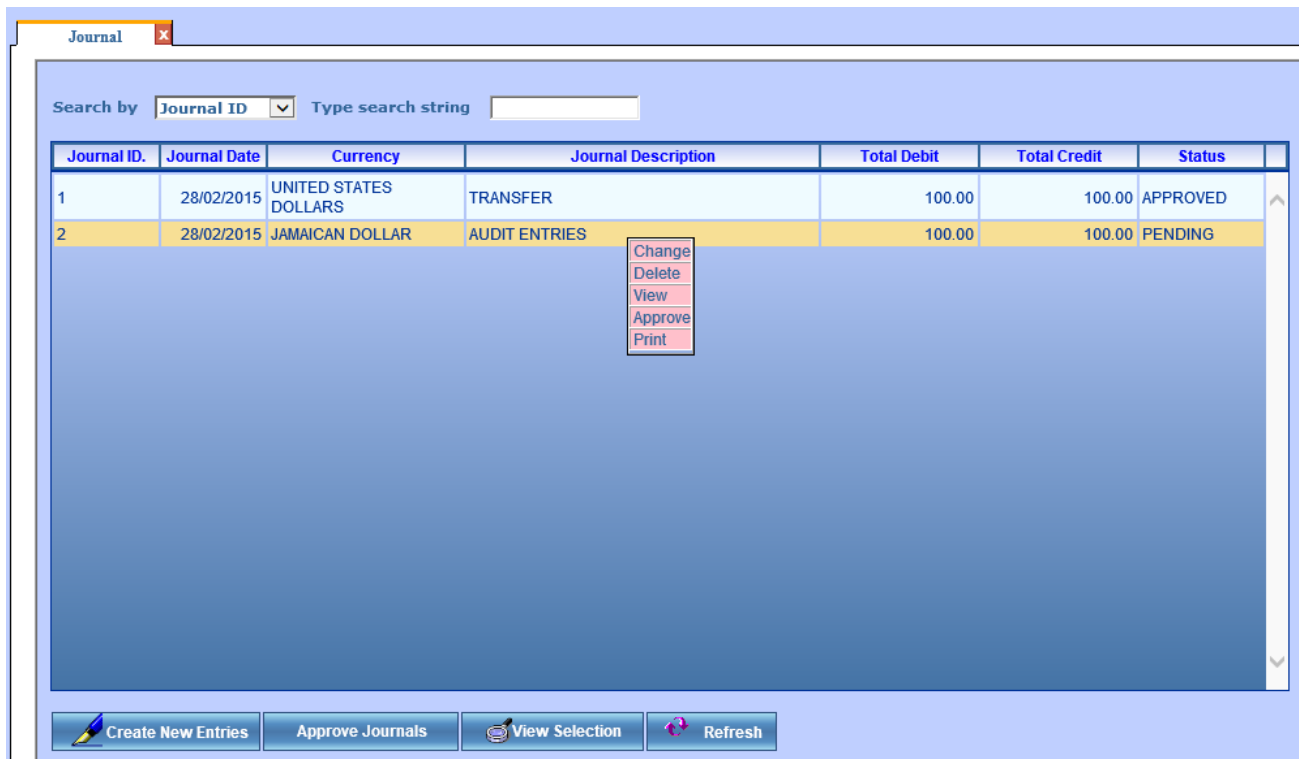 Journal X
Search by Journal ID Type search string
Journal ID. Journal Date Currency Journal Description Total Debit Total Credit Status
1 28/02/2015 UNITED STATES DOLLARS TRANSFER 100.00 100.00 APPROVED
2 28/02/2015 JAMAICAN DOLLAR AUDIT ENTRIES 100.00 100.00 PENDING
Change
Delete
View
Approve
Print
Create New Entries Approve Journals View Selection Refresh